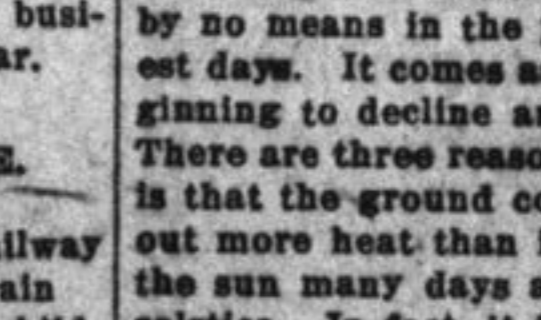 busi-
ar.
E.
ilway
ain
by no means in the
est days. It comes a
ginning to decline a
There are three reaso
is that the ground co
out more heat than
the sun many days a